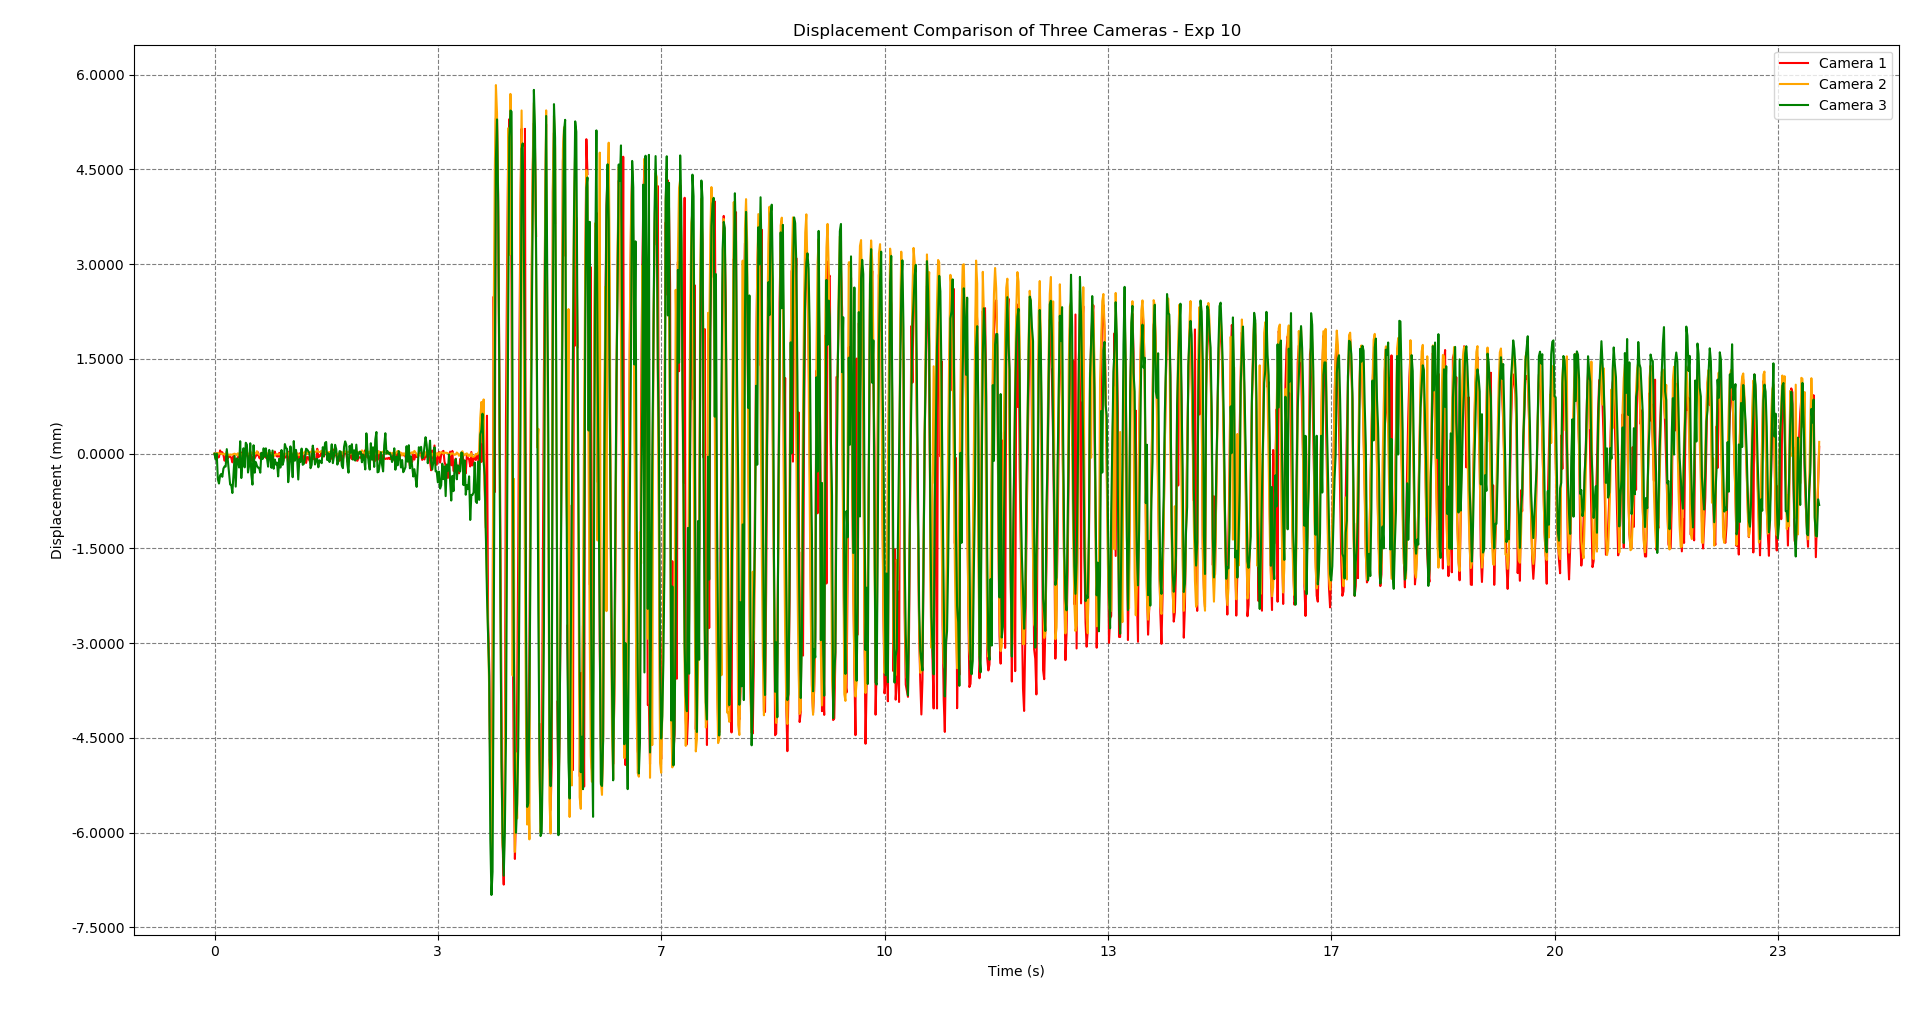 Displacement Comparison of Three Cameras - Exp 10
Camera 1
Camera 2
Camera 3
6.0000
4.5000
3.0000
1.5000
0.0000
-1.5000
-3.0000
-4.5000
-6.0000
-7.5000
Displacement (mm)
0 3 7 10 13 17 20 23
Time (s)